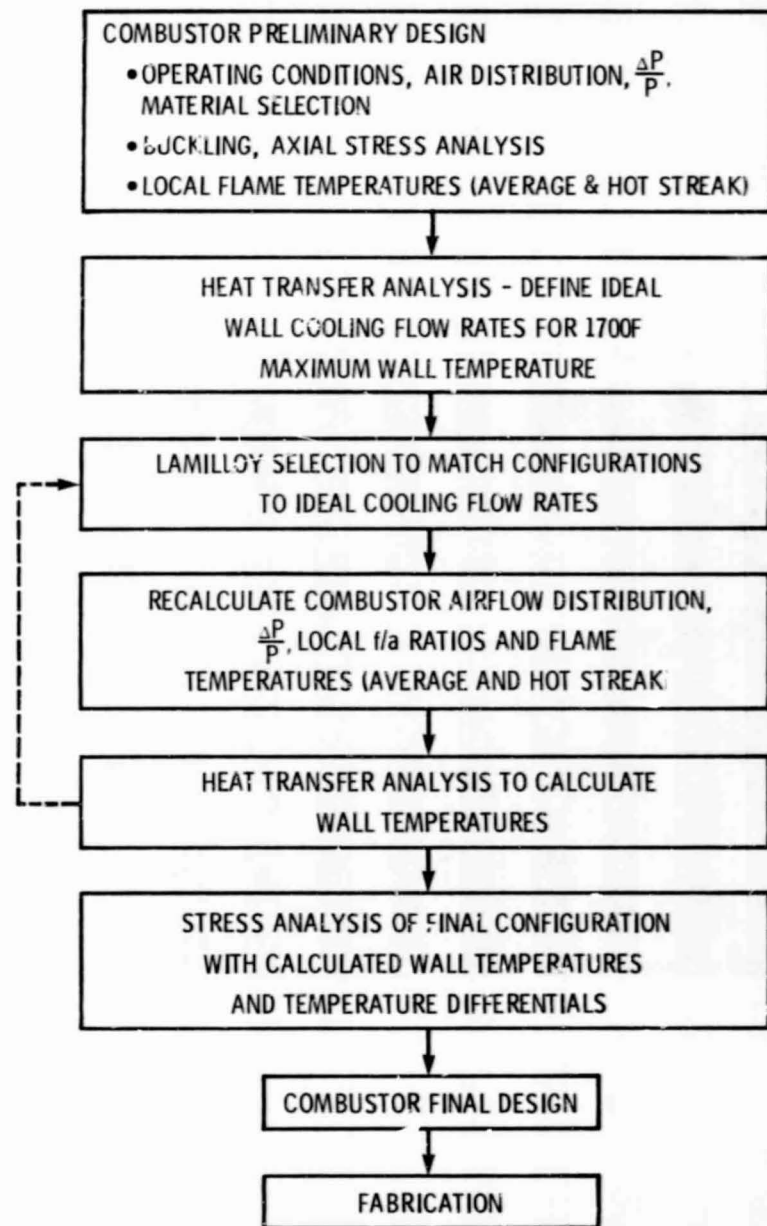 COMBUSTOR PRELIMINARY DESIGN
• OPERATING CONDITIONS, AIR DISTRIBUTION, ΔP/P,
MATERIAL SELECTION
• BUCKLING, AXIAL STRESS ANALYSIS
• LOCAL FLAME TEMPERATURES (AVERAGE & HOT STREAK)
HEAT TRANSFER ANALYSIS - DEFINE IDEAL
WALL COOLING FLOW RATES FOR 1700F
MAXIMUM WALL TEMPERATURE
LAMILLOY SELECTION TO MATCH CONFIGURATIONS
TO IDEAL COOLING FLOW RATES
RECALCULATE COMBUSTOR AIRFLOW DISTRIBUTION,
ΔP/P, LOCAL f/a RATIOS AND FLAME
TEMPERATURES (AVERAGE AND HOT STREAK)
HEAT TRANSFER ANALYSIS TO CALCULATE
WALL TEMPERATURES
STRESS ANALYSIS OF FINAL CONFIGURATION
WITH CALCULATED WALL TEMPERATURES
AND TEMPERATURE DIFFERENTIALS
COMBUSTOR FINAL DESIGN
FABRICATION